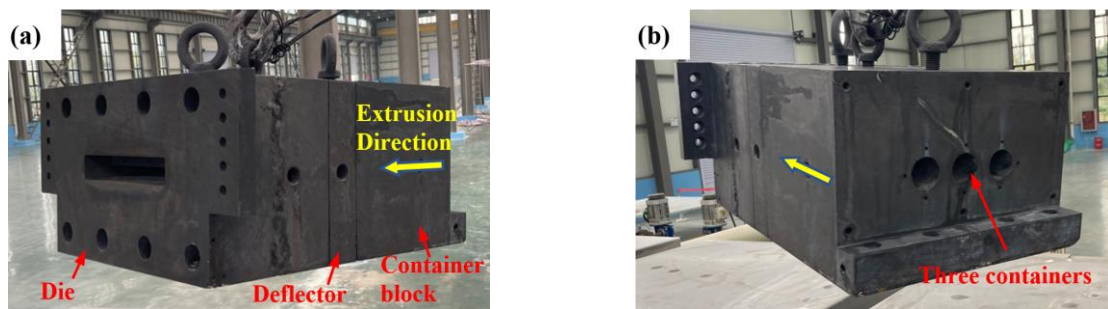 (a)
Extrusion
Direction
Die
Deflector
Container
block
(b)
Three containers